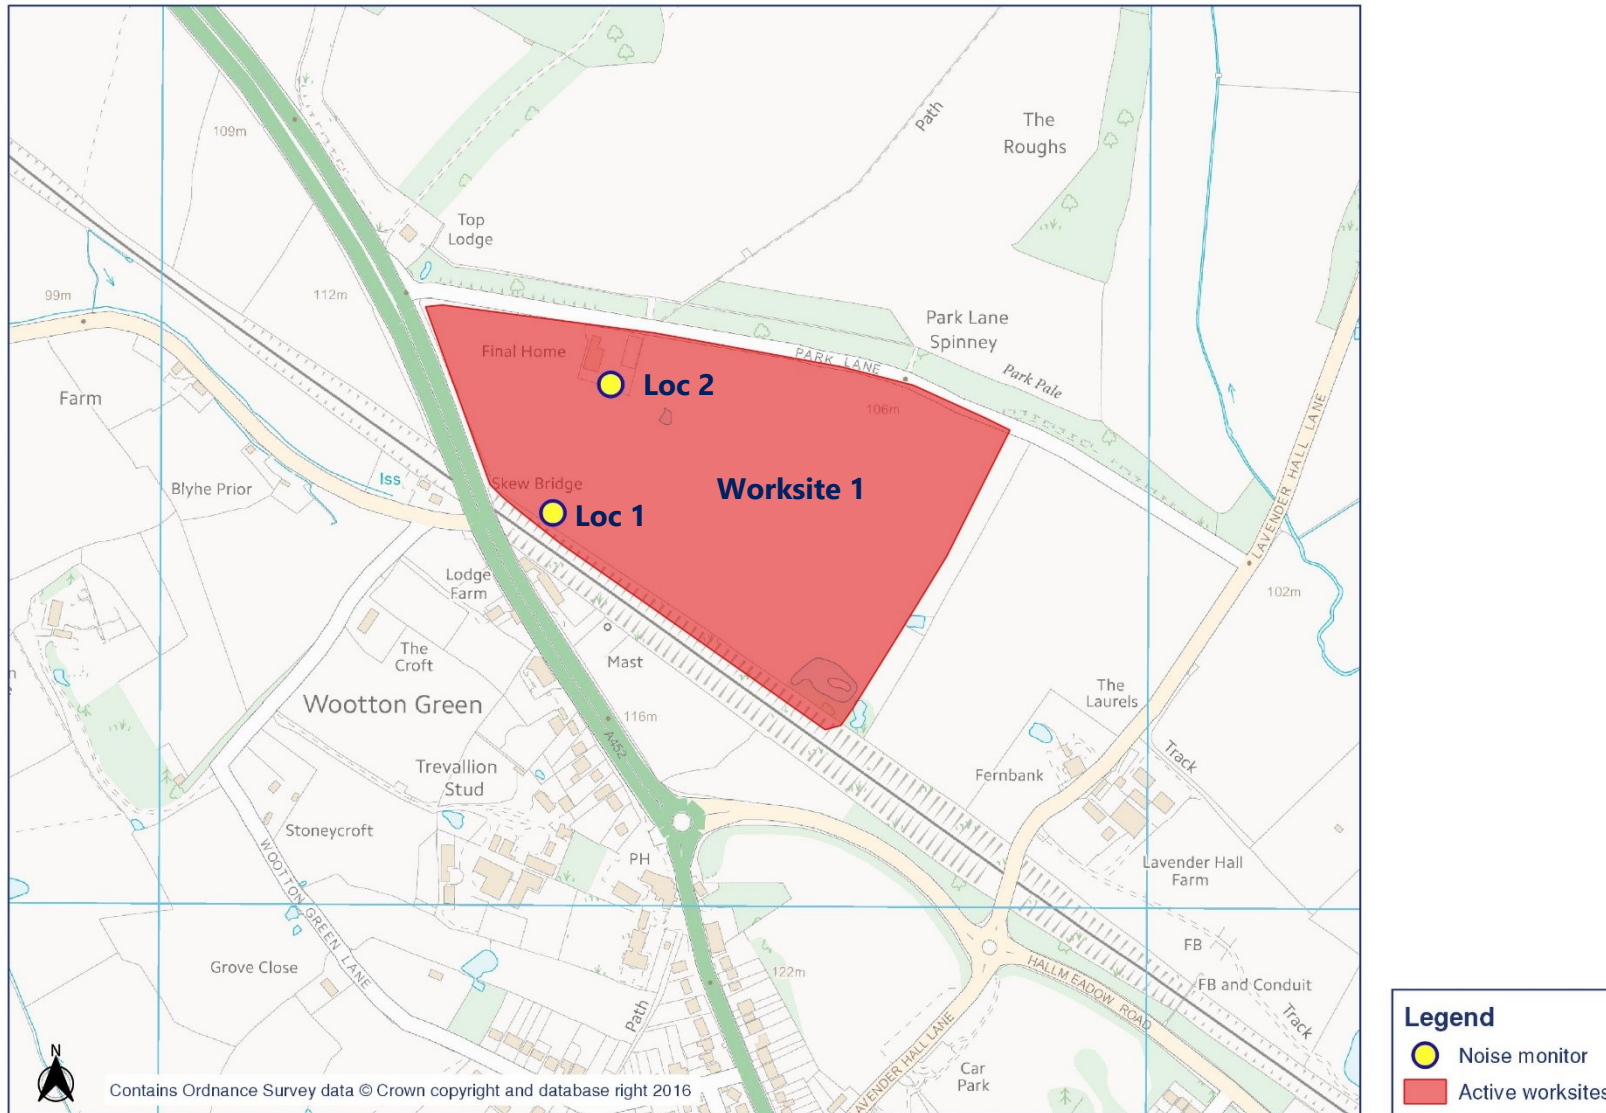 109m
Path
The
Roughs
Top
Lodge
99m
112m
Park Lane
Spinney
Final Home
PARK LANE
Park Pale
Loc 2
106m
Farm
LAVENDER HALL LANE
Blyhe Prior
Iss
Skew Bridge
Worksite 1
Loc 1
Lodge
Farm
102m
The
Croft
Mast
Wootton Green
The
Laurels
116m
A452
Track
Trevallion
Stud
Fernbank
Stoneycroft
PH
Lavender Hall
Farm
WOOTTON GREEN LANE
FB
Grove Close
122m
HALLMEADOW ROAD
FB and Conduit
Path
Track
LAVENDER HALL LANE
Car
Park
N
Contains Ordnance Survey data © Crown copyright and database right 2016
Legend
Noise monitor
Active worksites